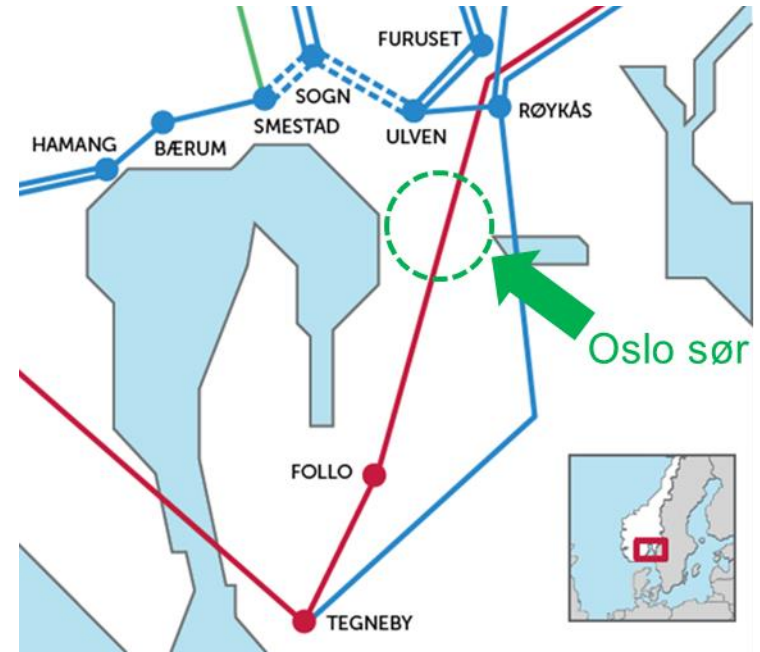 FURUSET
SOGN
SMESTAD
ULVEN
RØYKÅS
HAMANG
BÆRUM
Oslo sør
FOLLO
TEGNEBY